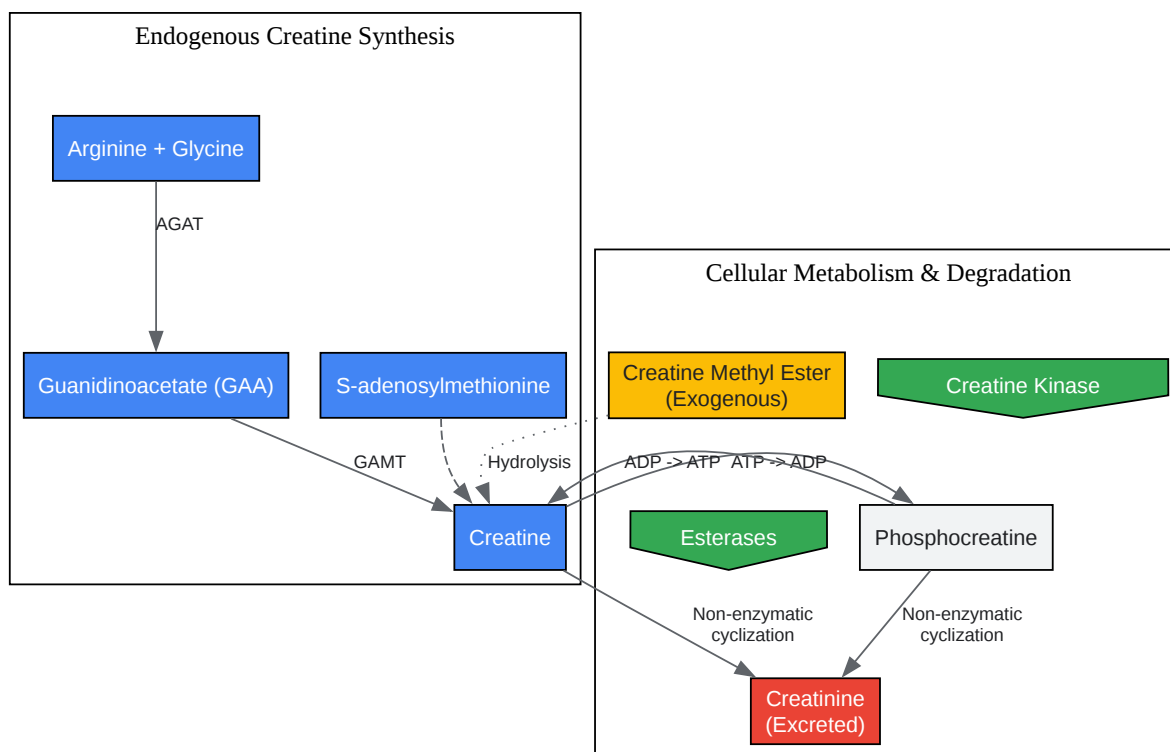 Endogenous Creatine Synthesis
Arginine + Glycine
AGAT
Cellular Metabolism & Degradation
Guanidinoacetate (GAA)
S-adenosylmethionine
Creatine Methyl Ester
(Exogenous)
Creatine Kinase
GAMT
Hydrolysis
ADP -> ATP
ATP -> ADP
Creatine
Esterases
Phosphocreatine
Non-enzymatic
cyclization
Non-enzymatic
cyclization
Creatinine
(Excreted)